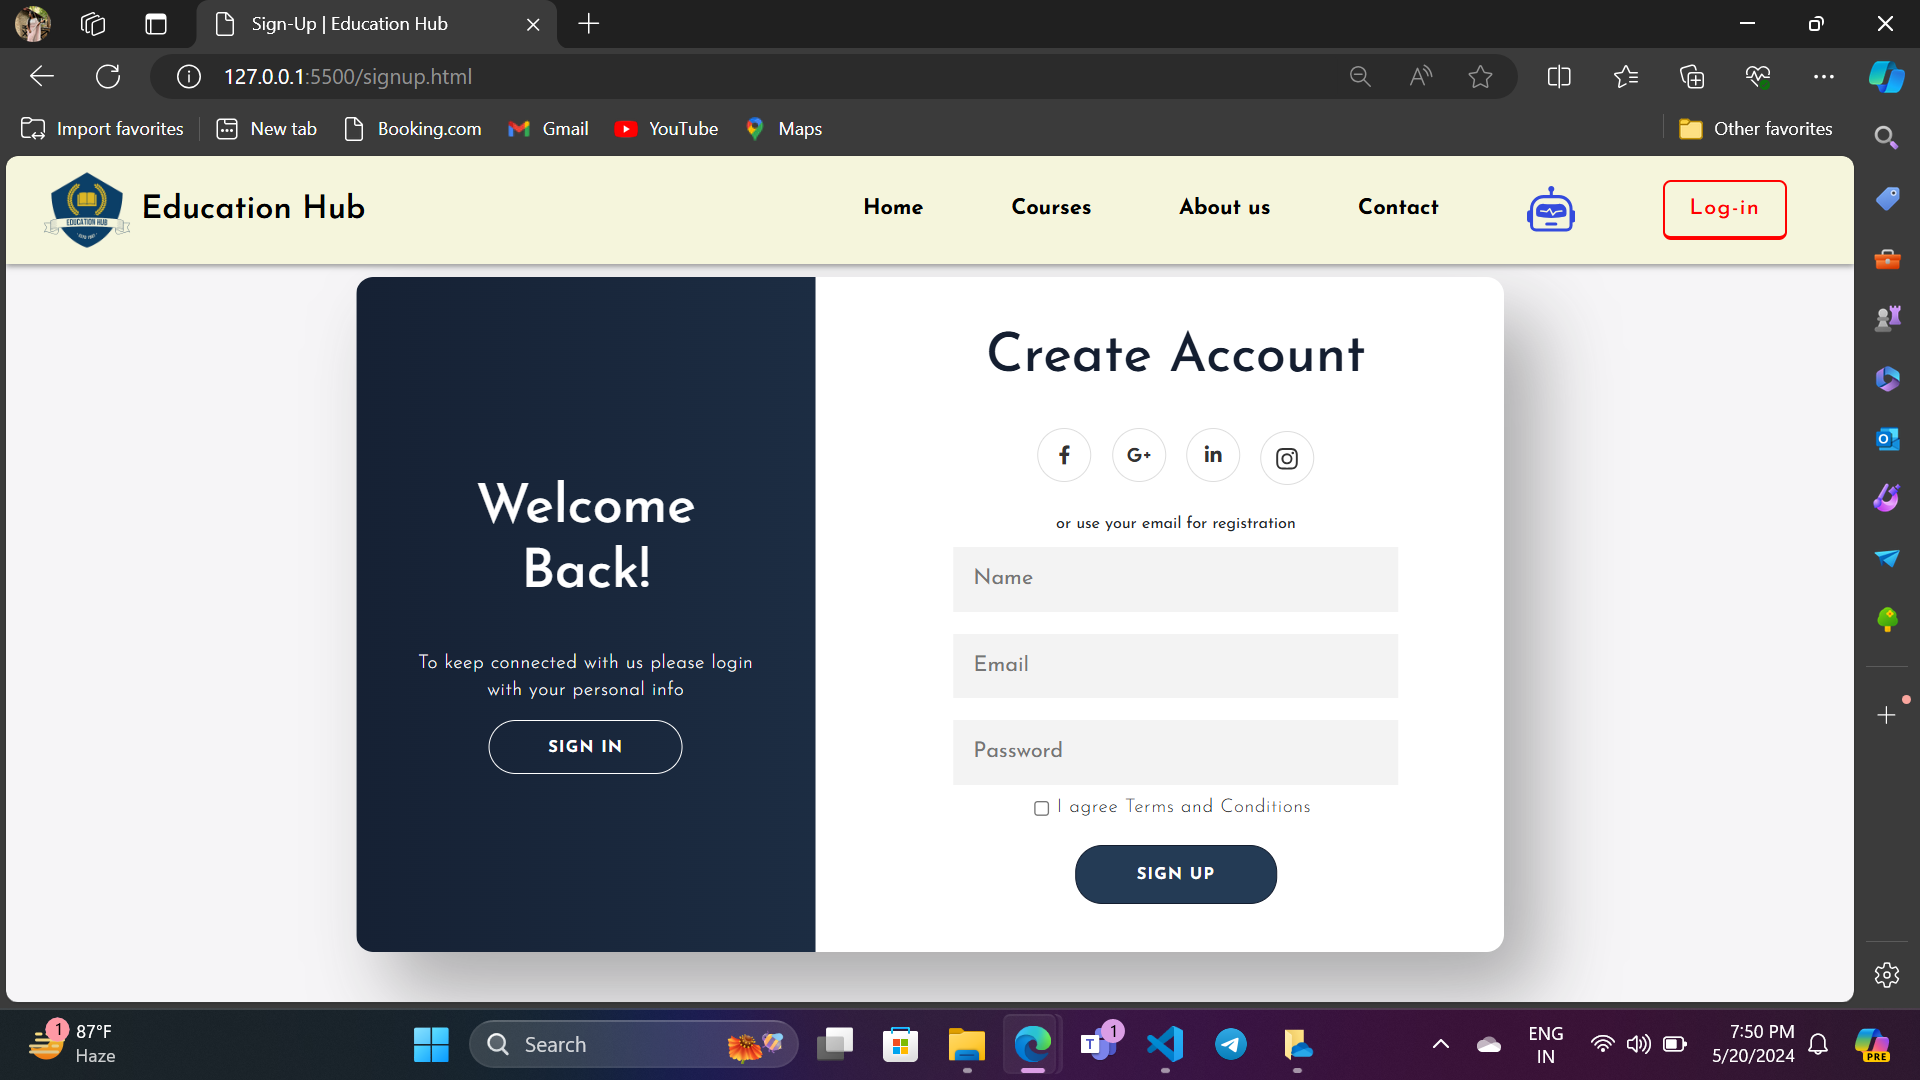 Sign-Up | Education Hub
127.0.0.1:5500/signup.html
Import favorites
New tab
Booking.com
Gmail
YouTube
Maps
Other favorites
EDUCATION HUB
Education Hub
Home
Courses
About us
Contact
Log-in
Welcome
Back!
To keep connected with us please login
with your personal info
SIGN IN
Create Account
f
G+
in
or use your email for registration
Name
Email
Password
I agree Terms and Conditions
SIGN UP
1
87°F
Haze
Search
T
1
ENG
IN
7:50 PM
5/20/2024
PRE